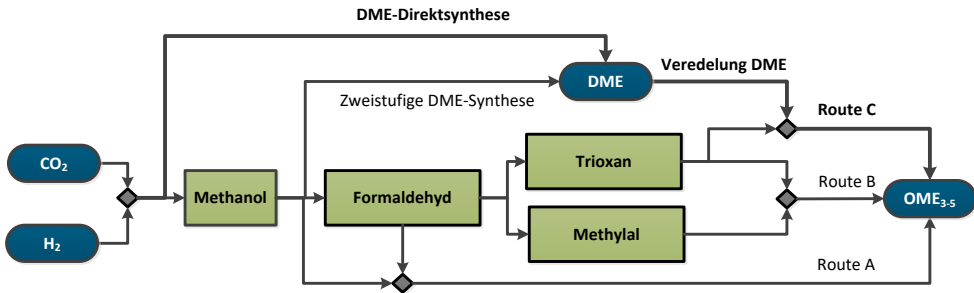 DME-Direktsynthese
DME
Veredelung DME
Zweistufige DME-Synthese
Route C
CO₂
Trioxan
Methanol
Formaldehyd
Route B
OME₃₋₅
H₂
Methylal
Route A